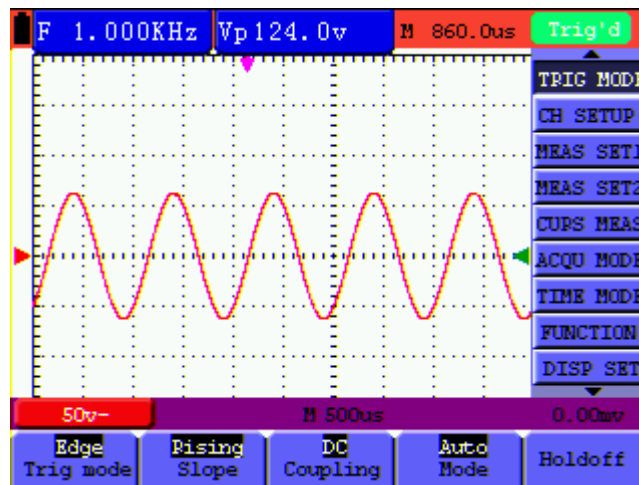 F 1.000KHz Vp124.0v M 860.0us Trig'd
TRIG MODE
CH SETUP
MEAS SET1
MEAS SET2
CURS MEAS
ACQU MODE
TIME MODE
FUNCTION
DISP SET
50v~ M 500us 0.00mv
Edge Rising DC Auto Holdoff
Trig mode Slope Coupling Mode